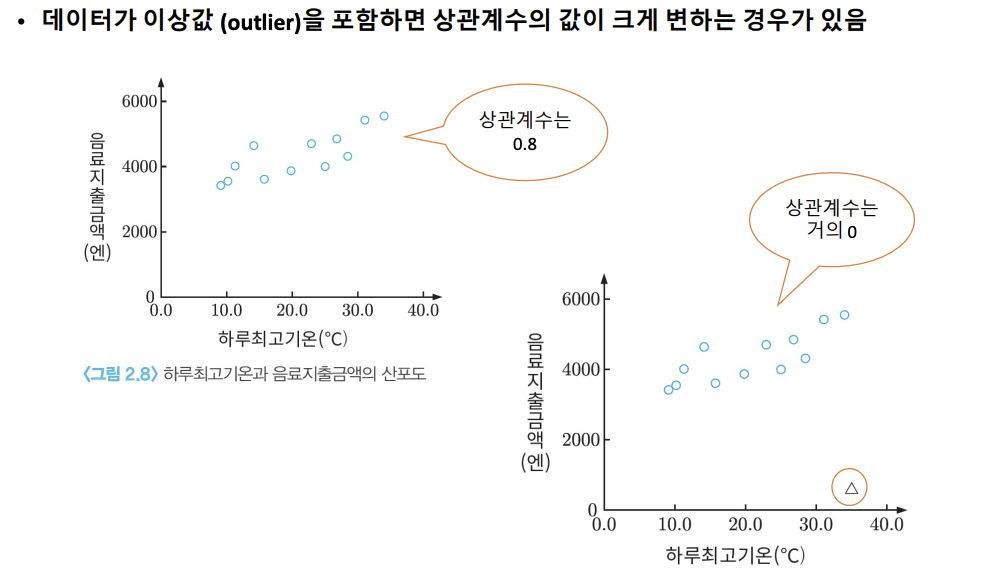 • 데이터가 이상값 (outlier)을 포함하면 상관계수의 값이 크게 변하는 경우가 있음
음료지출금액(엔)
6000
4000
2000
0
0.0 10.0 20.0 30.0 40.0
하루최고기온(℃)
상관계수는
0.8
〈그림 2.8〉 하루최고기온과 음료지출금액의 산포도
상관계수는
거의 0
음료지출금액(엔)
6000
4000
2000
0
0.0 10.0 20.0 30.0 40.0
하루최고기온(℃)